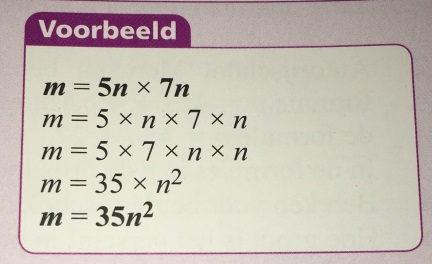 Voorbeeld
m = 5n × 7n
m = 5 × n × 7 × n
m = 5 × 7 × n × n
m = 35 × n²
m = 35n²